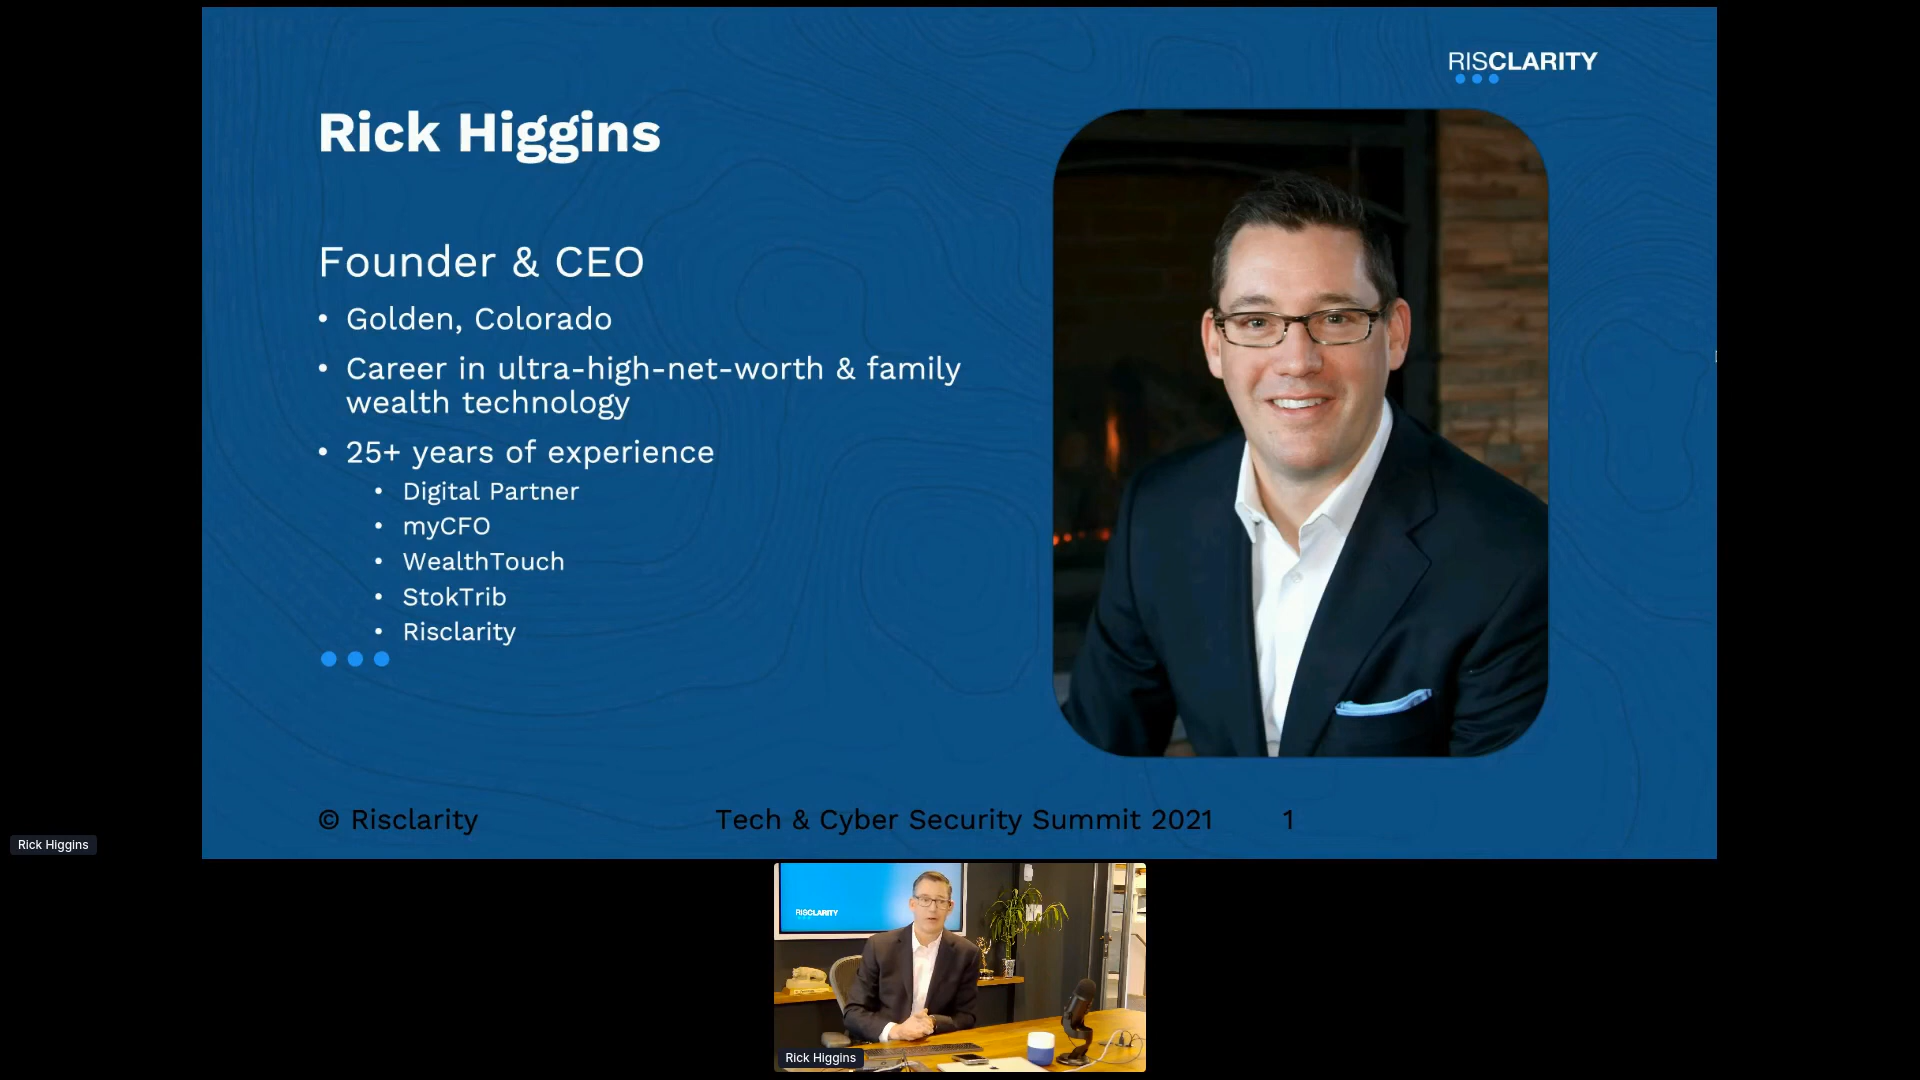 RISCLARITY
Rick Higgins
Founder & CEO
• Golden, Colorado
• Career in ultra-high-net-worth & family
wealth technology
• 25+ years of experience
• Digital Partner
• myCFO
• WealthTouch
• StokTrib
• Risclarity
© Risclarity
Tech & Cyber Security Summit 2021
1
Rick Higgins
RISCLARITY
Rick Higgins